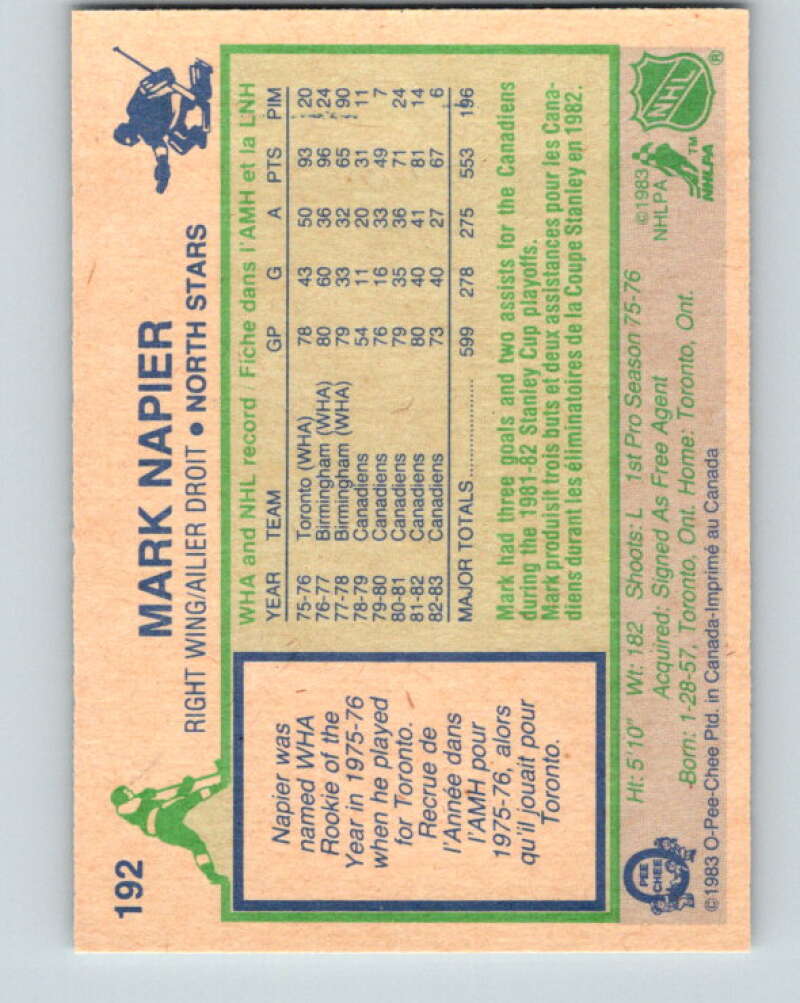 192
MARK NAPIER
RIGHT WING/AILIER DROIT • NORTH STARS
Napier was
named WHA
Rookie of the
Year in 1975-76
when he played
for Toronto.
Recrue de
l'Année dans
l'AMH pour
1975-76, alors
qu'il jouait pour
Toronto.
WHA and NHL record / Fiche dans l'AMH et la LNH
YEAR TEAM GP G A PTS PIM
75-76 Toronto (WHA) 78 43 50 93 20
76-77 Birmingham (WHA) 80 60 36 96 24
77-78 Birmingham (WHA) 79 33 32 65 90
78-79 Canadiens 54 11 20 31 11
79-80 Canadiens 76 16 33 49 7
80-81 Canadiens 79 35 36 71 24
81-82 Canadiens 80 40 41 81 14
82-83 Canadiens 73 40 27 67 6
MAJOR TOTALS .................. 599 278 275 553 196
Mark had three goals and two assists for the Canadiens
during the 1981-82 Stanley Cup playoffs.
Mark produisit trois buts et deux assistances pour les Cana-
diens durant les éliminatoires de la Coupe Stanley en 1982.
Ht: 5'10" Wt: 182 Shoots: L 1st Pro Season 75-76
Acquired: Signed As Free Agent
Born: 1-28-57, Toronto, Ont. Home: Toronto, Ont.
©1983 O-Pee-Chee Ptd. in Canada-Imprimé au Canada
O
PEE
CHEE
©1983
NHLPA
NHL ®
TM
NHLPA